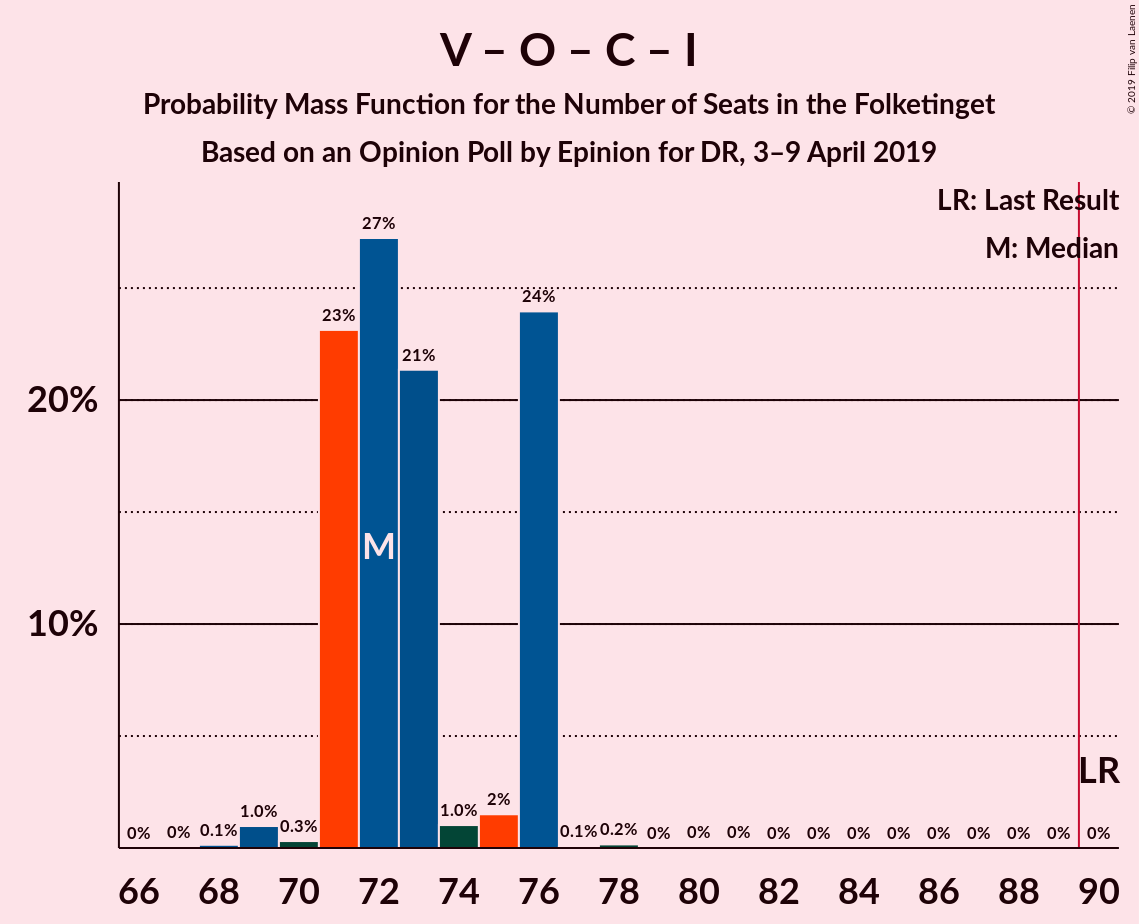 V – O – C – I
Probability Mass Function for the Number of Seats in the Folketinget
Based on an Opinion Poll by Epinion for DR, 3–9 April 2019
© 2019 Filip van Laenen
LR: Last Result
M: Median
27%
24%
23%
21%
20%
M
10%
LR
0% 0% 0.1% 1.0% 0.3% 1.0% 2% 0.1% 0.2% 0% 0% 0% 0% 0% 0% 0% 0% 0% 0% 0% 0%
66 68 70 72 74 76 78 80 82 84 86 88 90